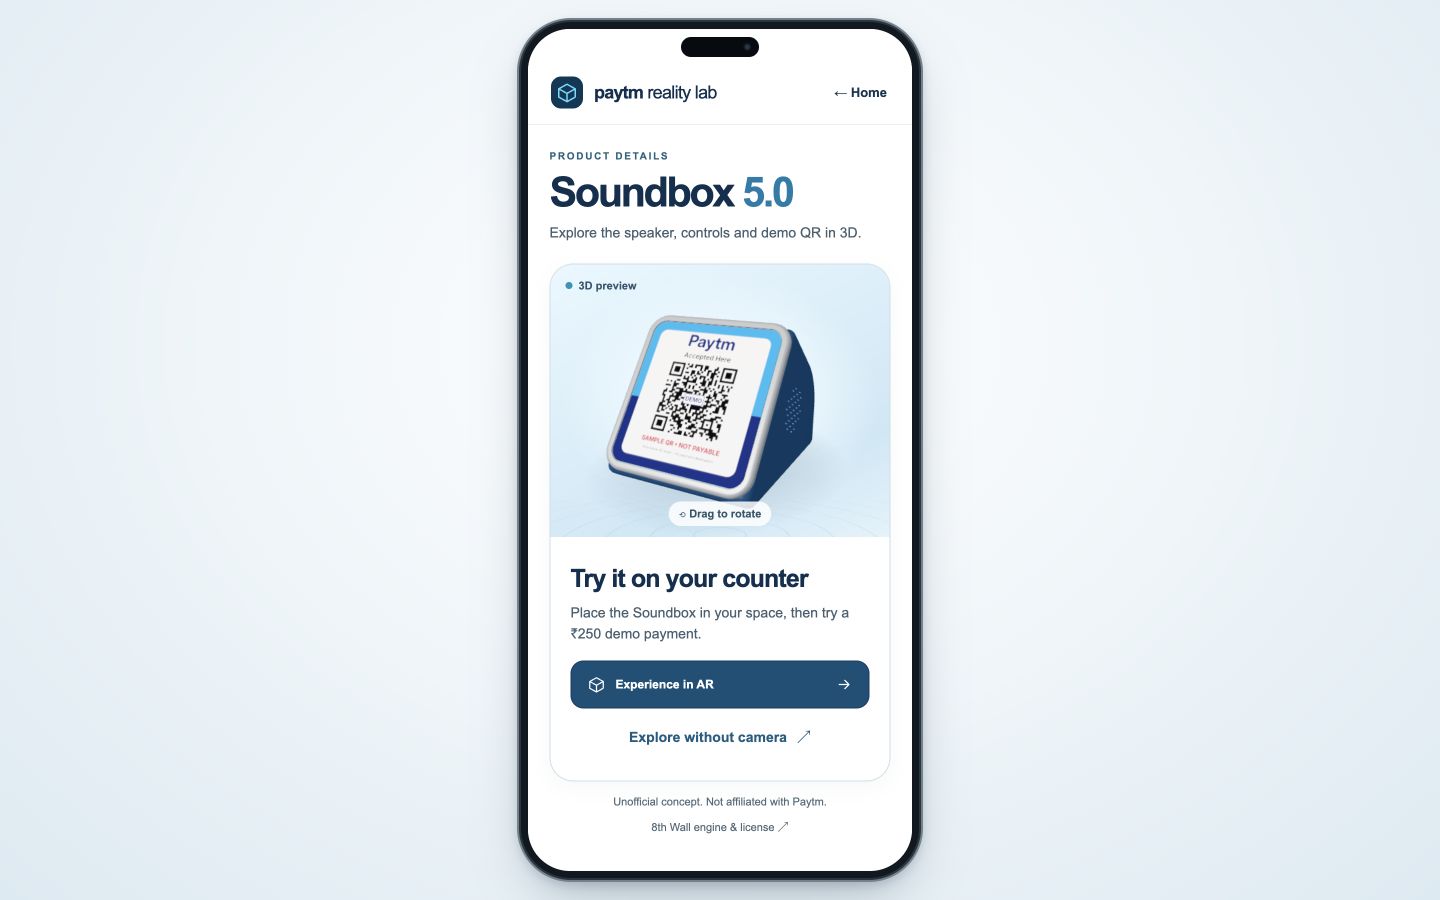 paytm reality lab
← Home
PRODUCT DETAILS
Soundbox 5.0
Explore the speaker, controls and demo QR in 3D.
3D preview
Paytm
Accepted Here
DEMO
SAMPLE QR • NOT PAYABLE
Drag to rotate
Try it on your counter
Place the Soundbox in your space, then try a
₹250 demo payment.
Experience in AR →
Explore without camera ↗
Unofficial concept. Not affiliated with Paytm.
8th Wall engine & license ↗